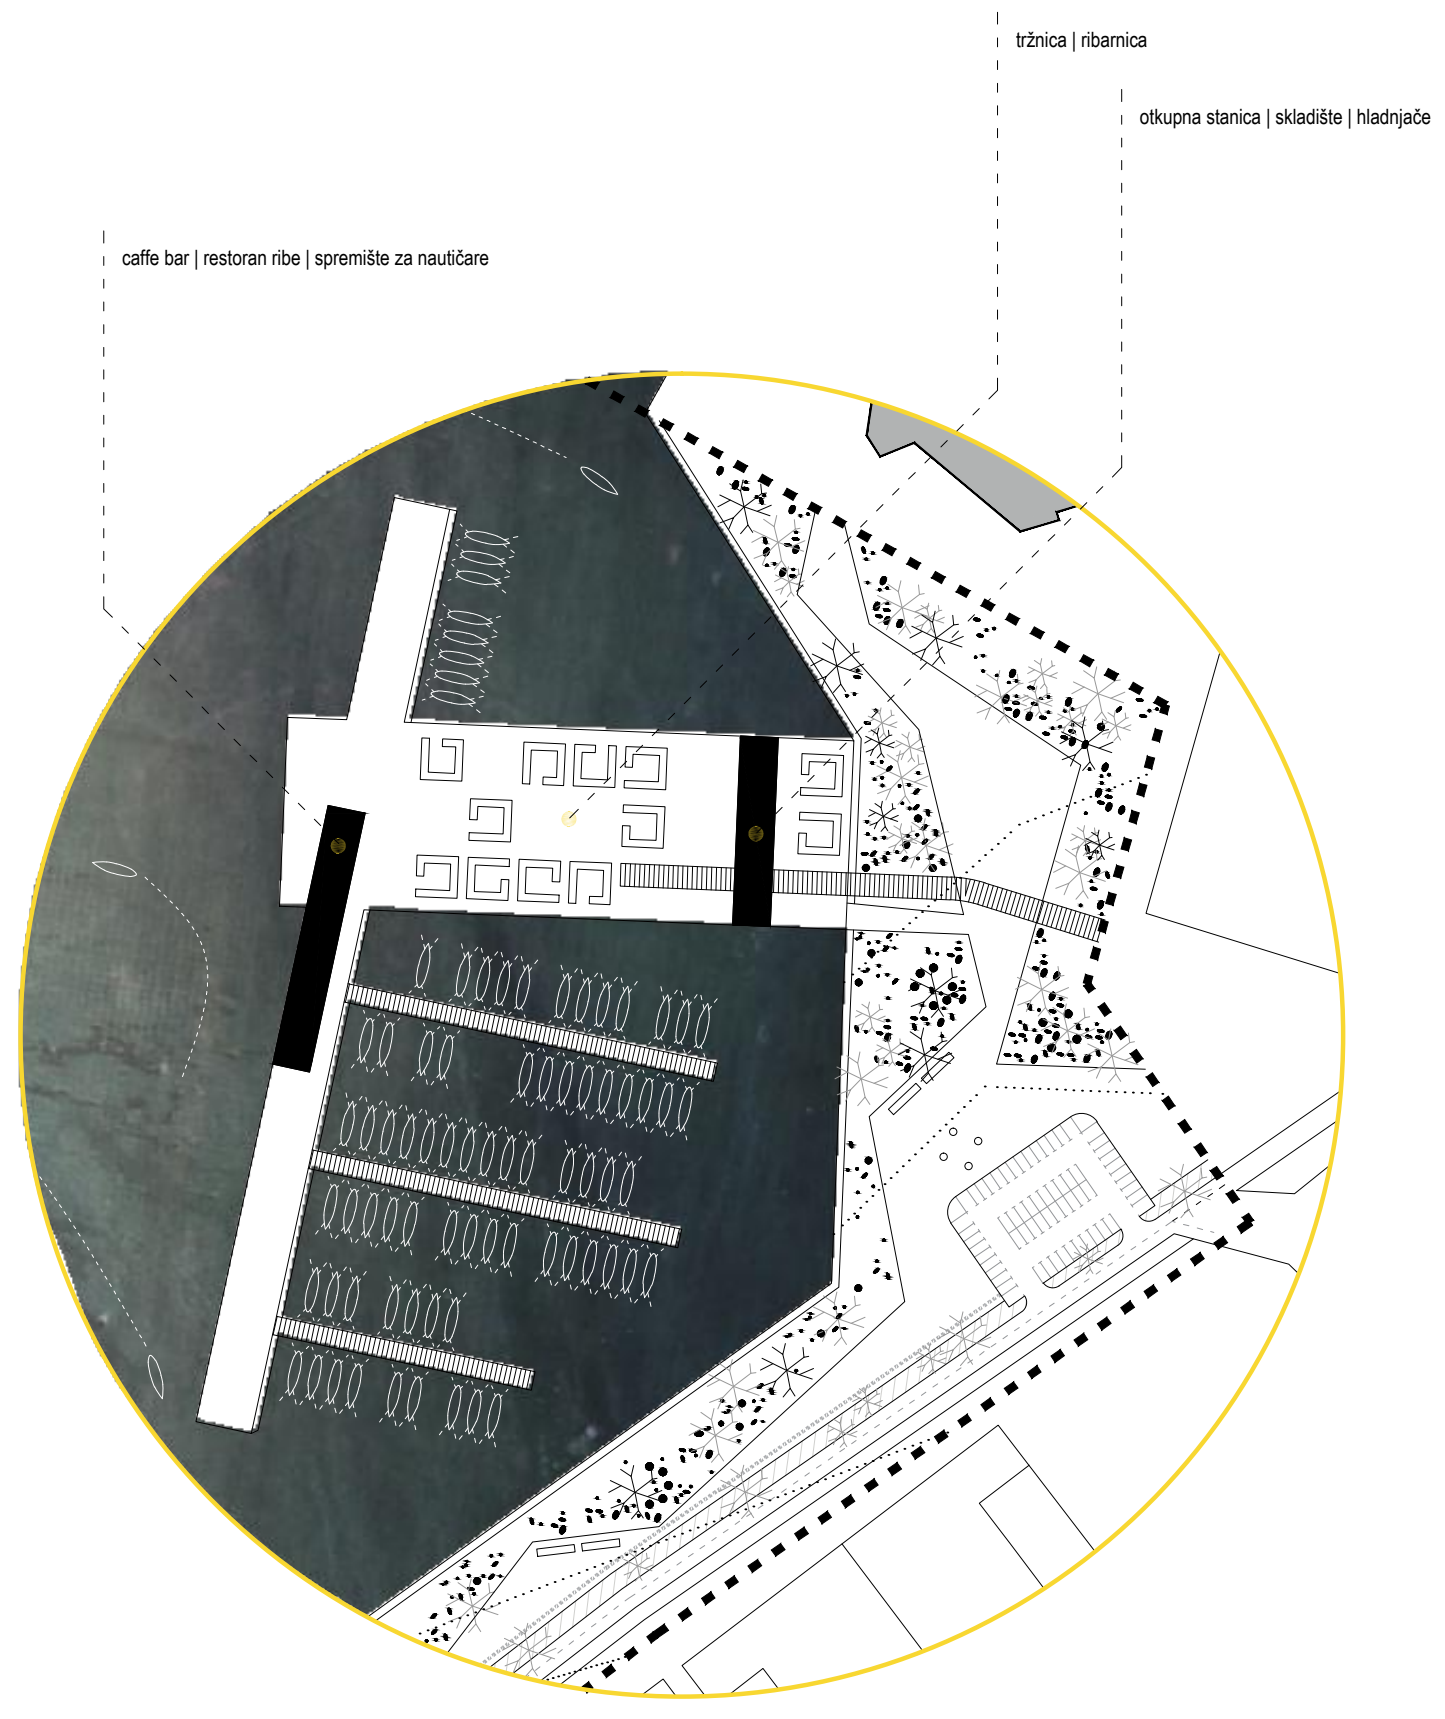 tržnica | ribarnica
otkupna stanica | skladište | hladnjače
caffe bar | restoran ribe | spremište za nautičare